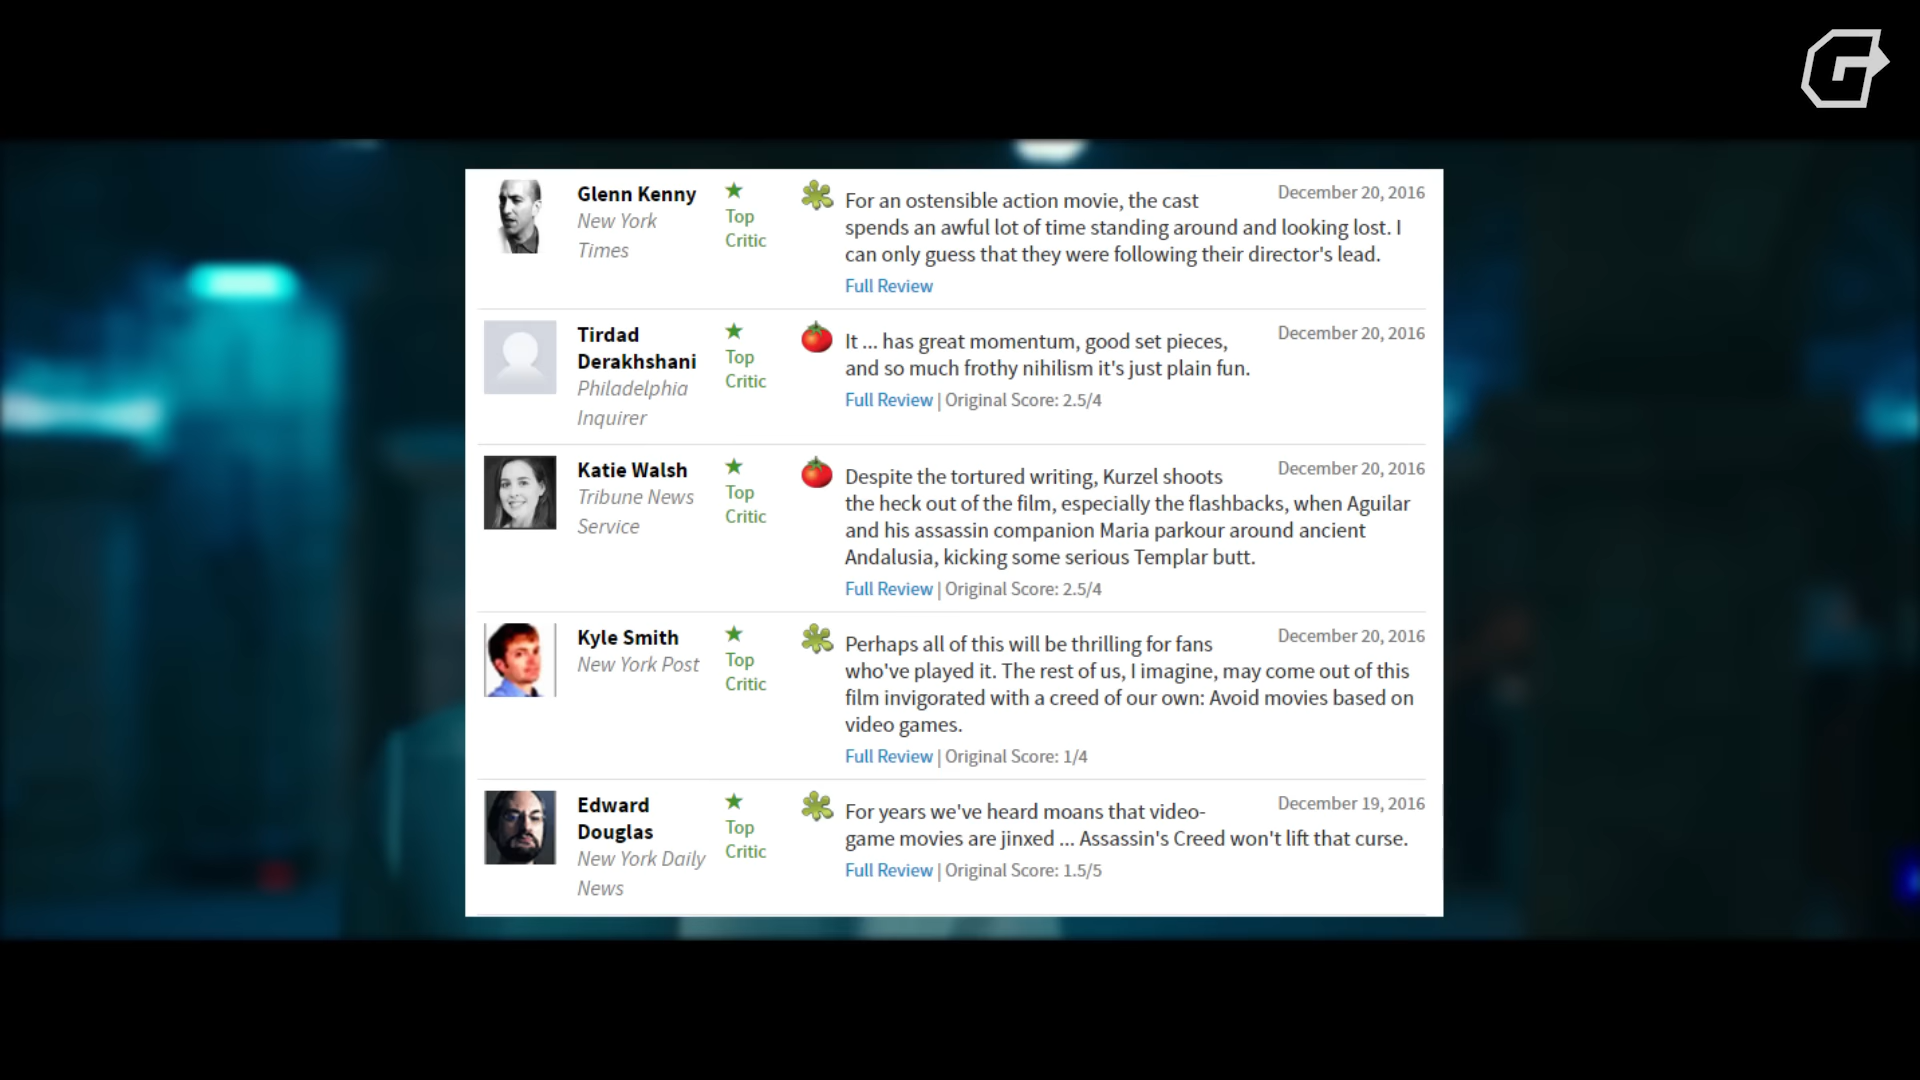 Glenn Kenny
New York
Times
★
Top
Critic
December 20, 2016
For an ostensible action movie, the cast
spends an awful lot of time standing around and looking lost. I
can only guess that they were following their director's lead.
Full Review
Tirdad
Derakhshani
Philadelphia
Inquirer
★
Top
Critic
December 20, 2016
It ... has great momentum, good set pieces,
and so much frothy nihilism it's just plain fun.
Full Review | Original Score: 2.5/4
Katie Walsh
Tribune News
Service
★
Top
Critic
December 20, 2016
Despite the tortured writing, Kurzel shoots
the heck out of the film, especially the flashbacks, when Aguilar
and his assassin companion Maria parkour around ancient
Andalusia, kicking some serious Templar butt.
Full Review | Original Score: 2.5/4
Kyle Smith
New York Post
★
Top
Critic
December 20, 2016
Perhaps all of this will be thrilling for fans
who've played it. The rest of us, I imagine, may come out of this
film invigorated with a creed of our own: Avoid movies based on
video games.
Full Review | Original Score: 1/4
Edward
Douglas
New York Daily
News
★
Top
Critic
December 19, 2016
For years we've heard moans that video-
game movies are jinxed ... Assassin's Creed won't lift that curse.
Full Review | Original Score: 1.5/5